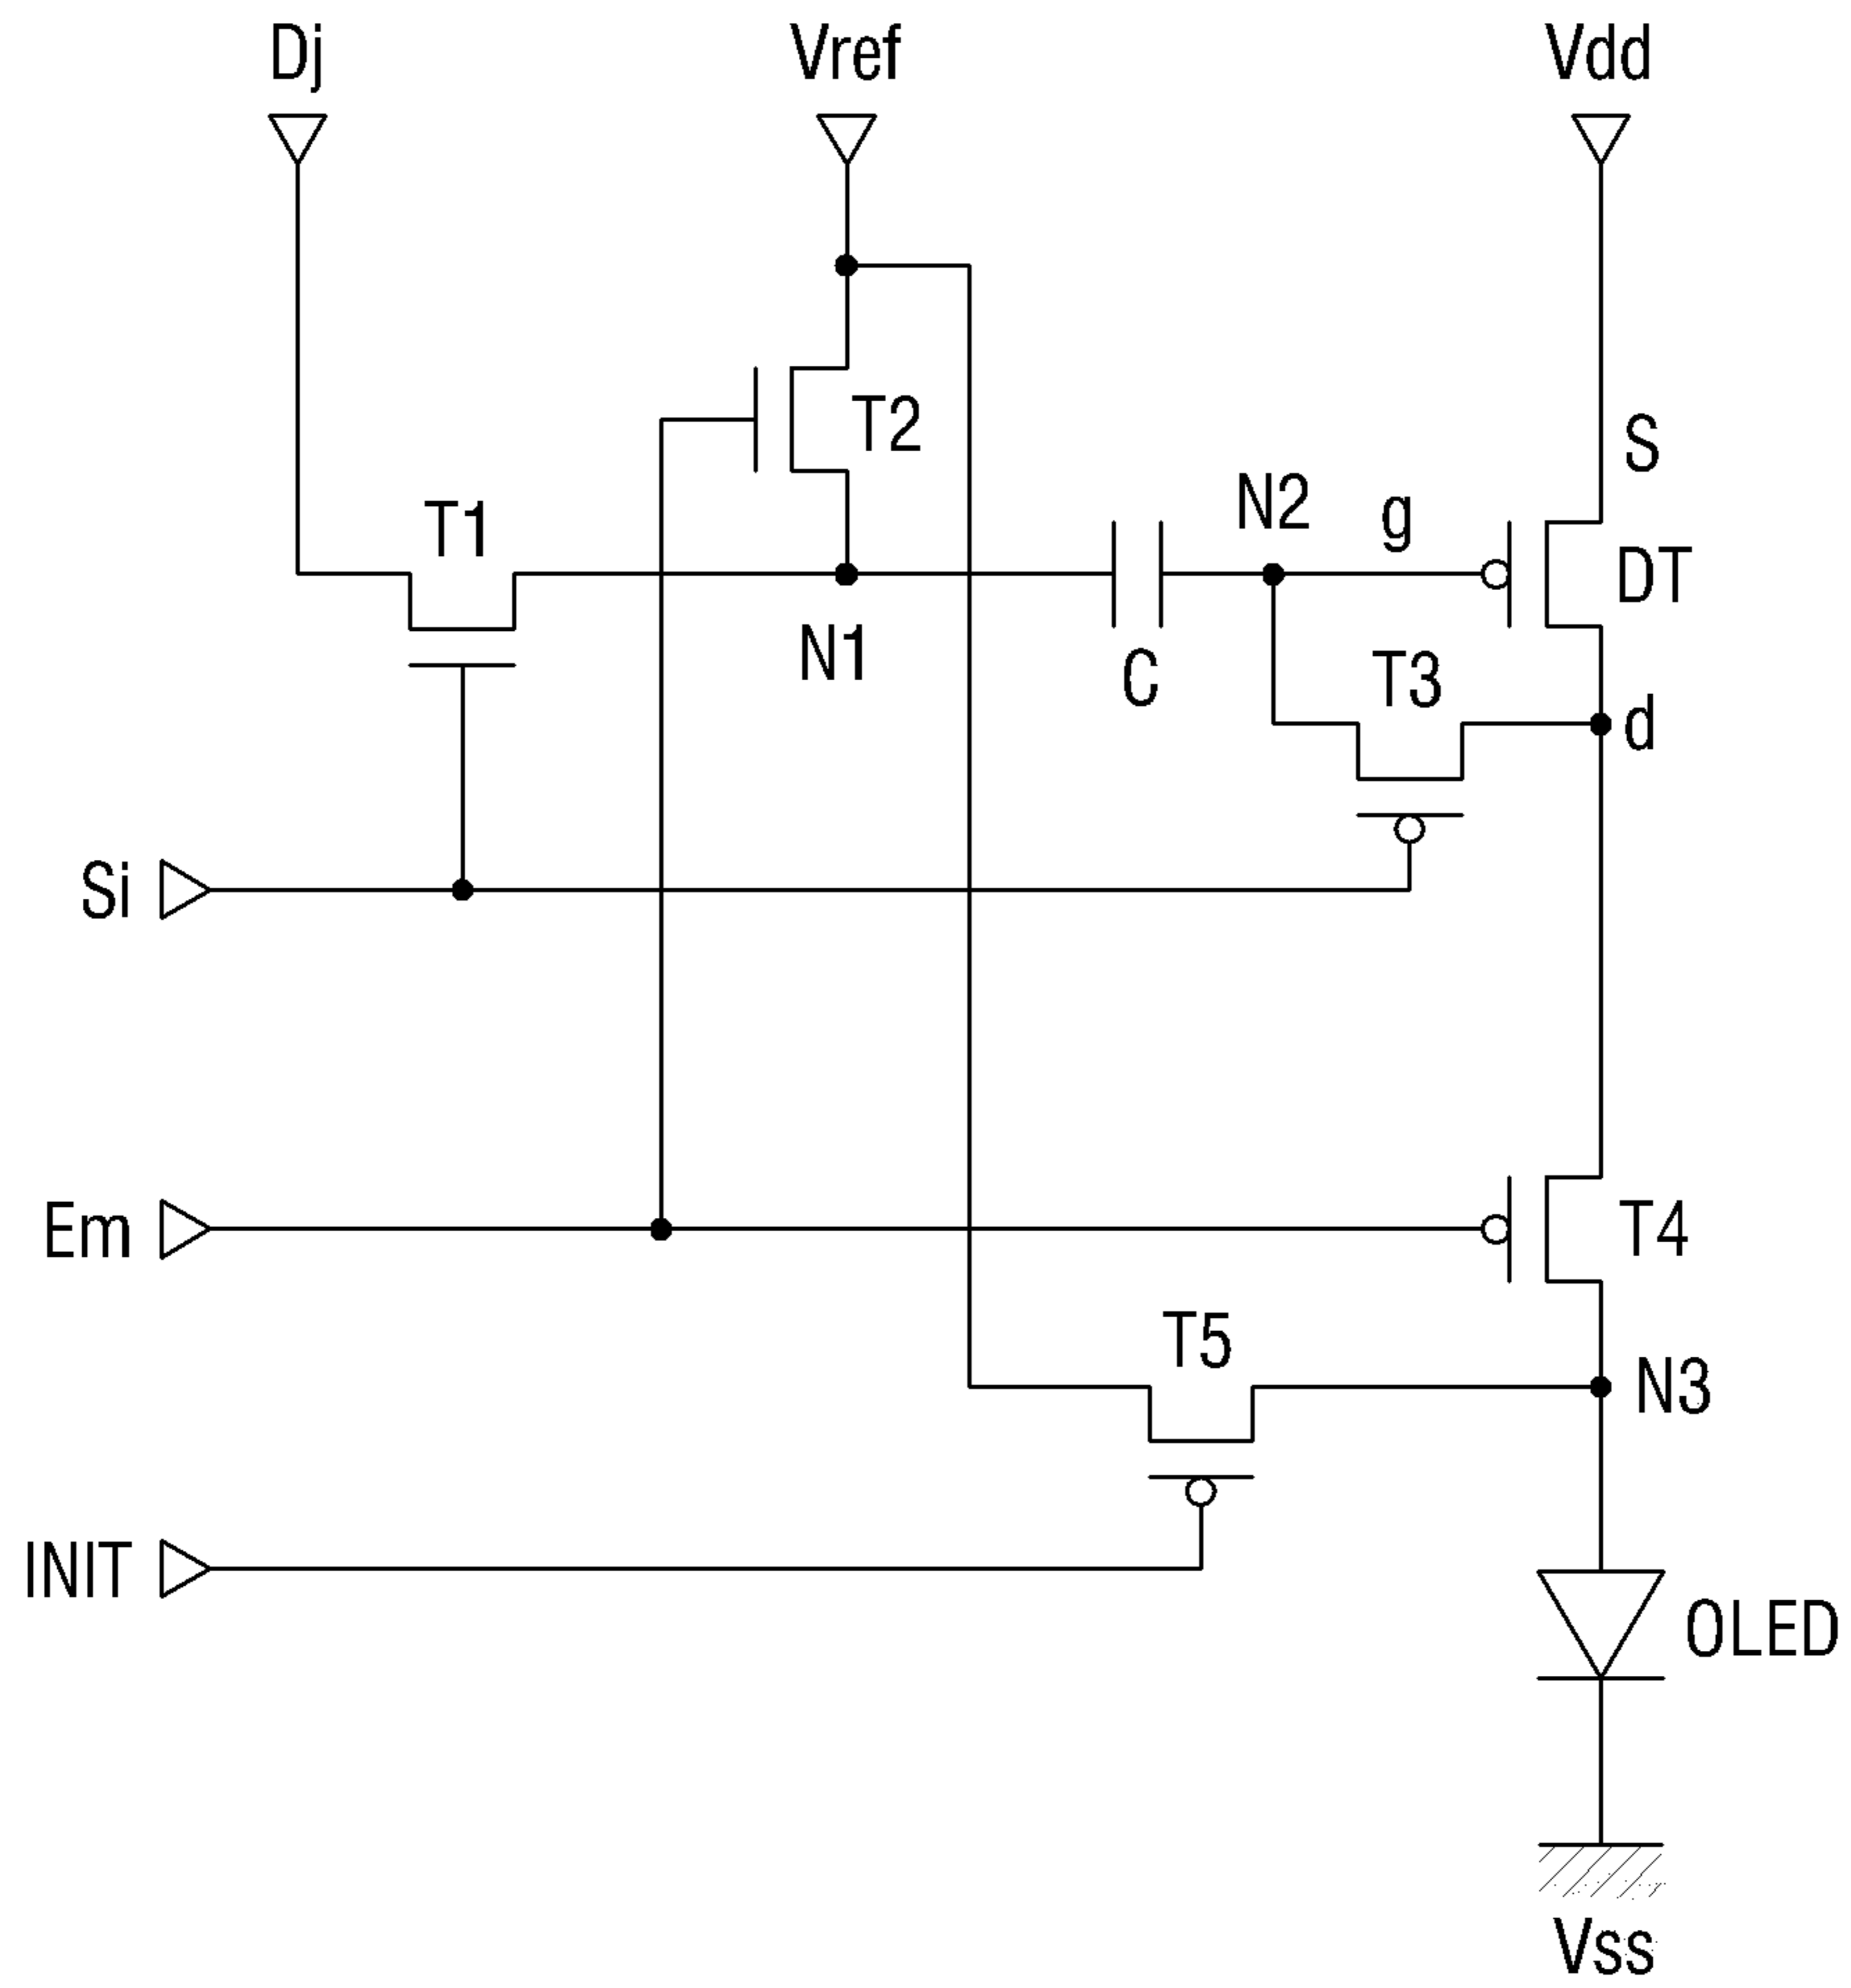 Dj Vref Vdd
S
T2
N2 g
T1
DT
N1
C T3
d
Si
Em T4
T5
N3
INIT
OLED
Vss